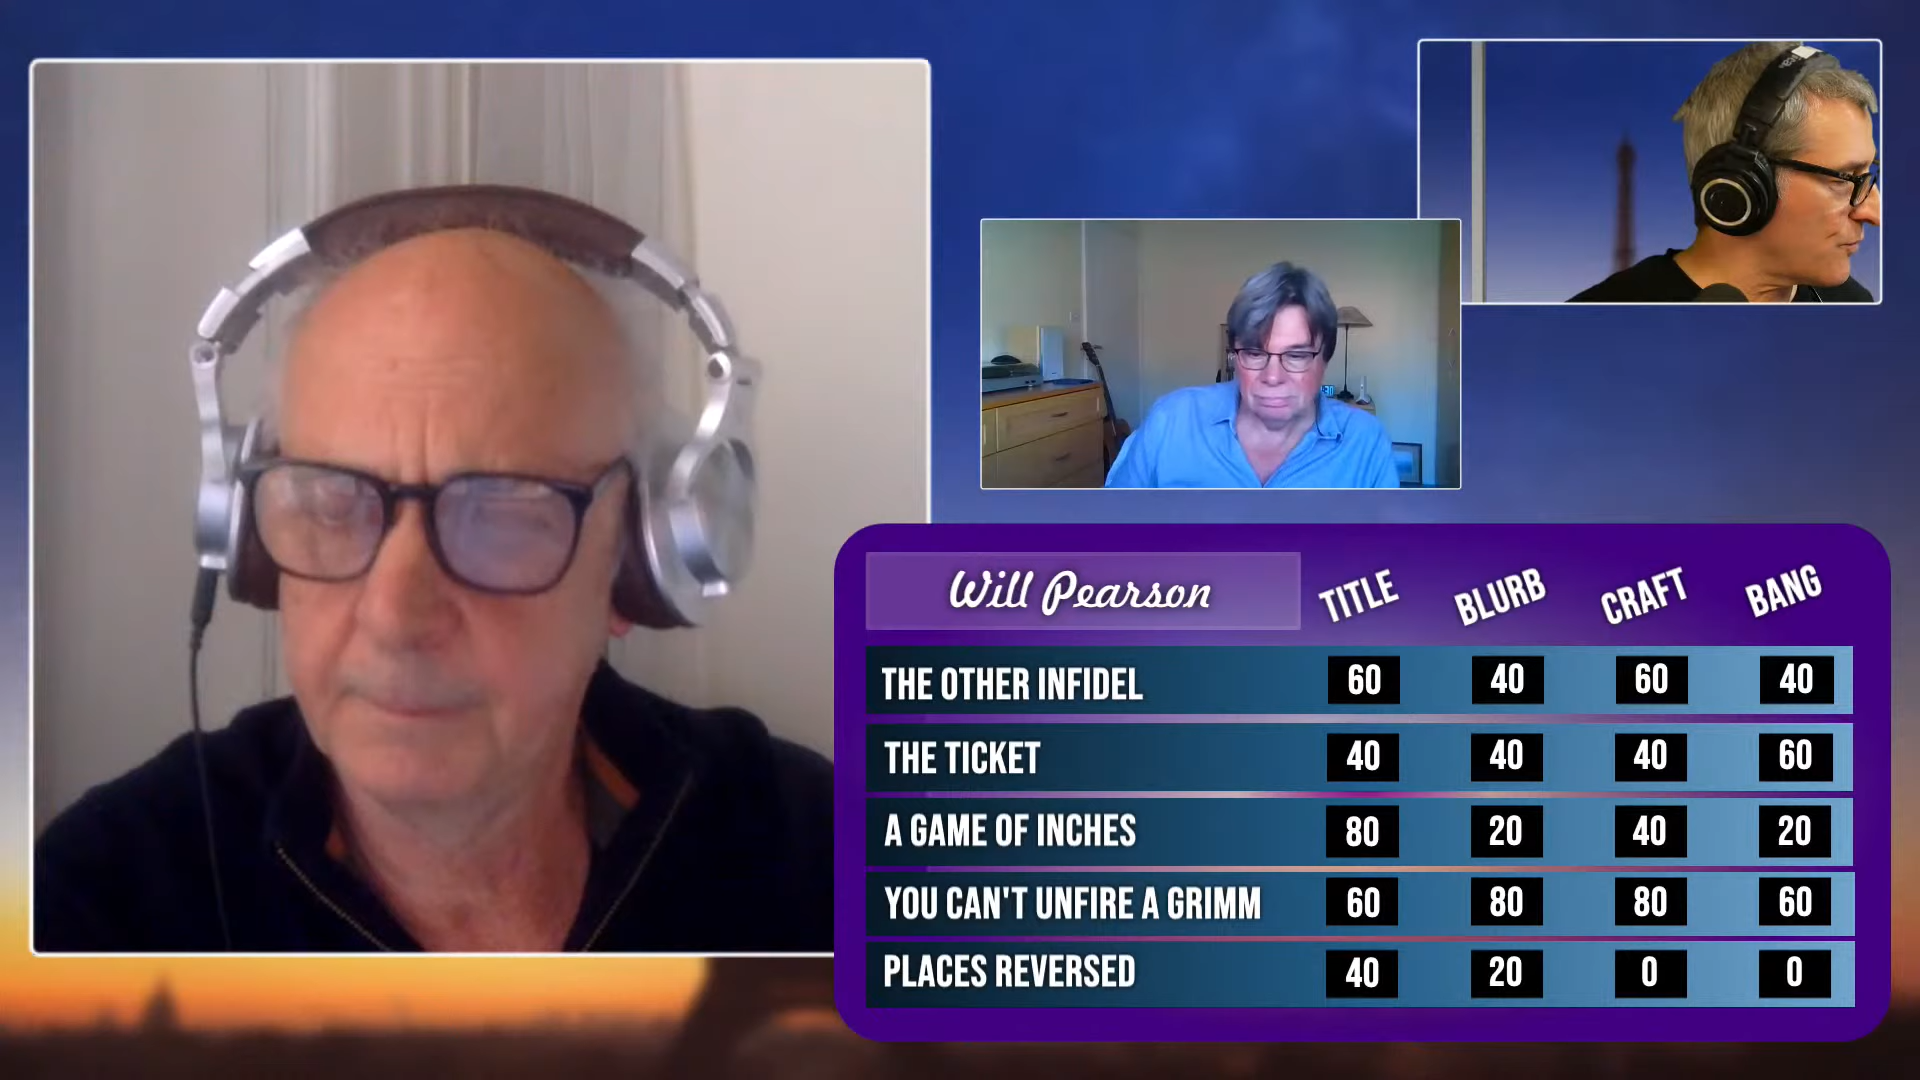 Will Pearson TITLE BLURB CRAFT BANG
THE OTHER INFIDEL 60 40 60 40
THE TICKET 40 40 40 60
A GAME OF INCHES 80 20 40 20
YOU CAN'T UNFIRE A GRIMM 60 80 80 60
PLACES REVERSED 40 20 0 0